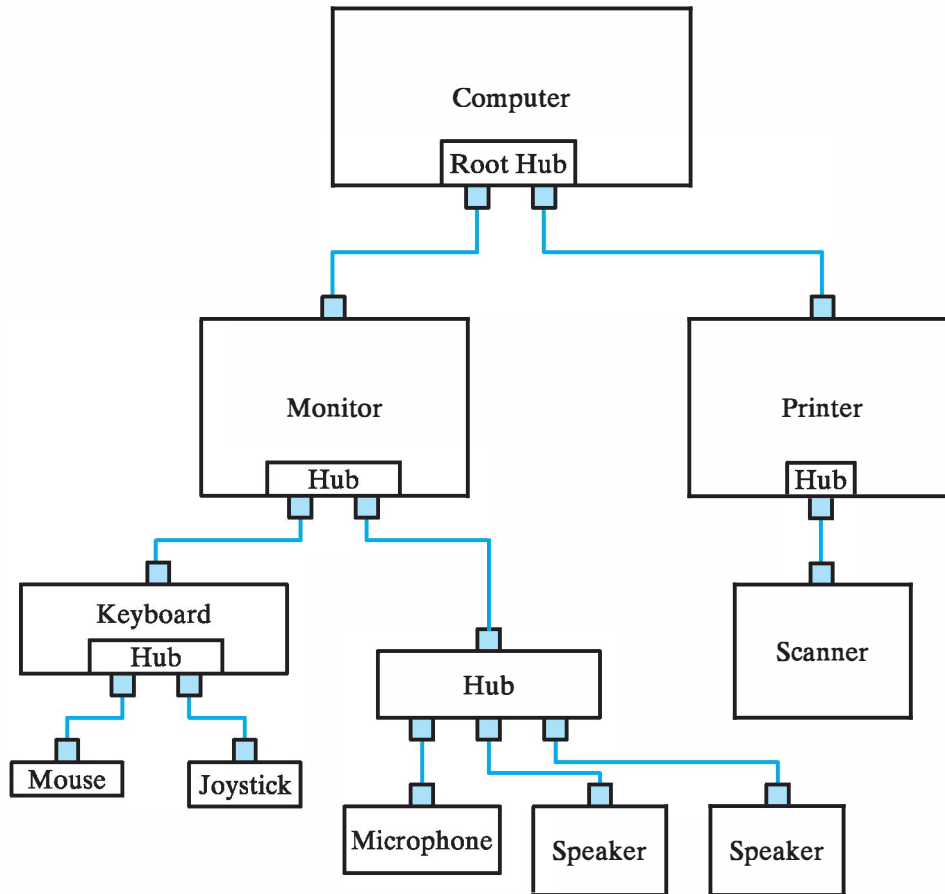 Computer
Root Hub
Monitor
Printer
Hub
Hub
Keyboard
Hub
Scanner
Hub
Mouse
Joystick
Microphone
Speaker
Speaker